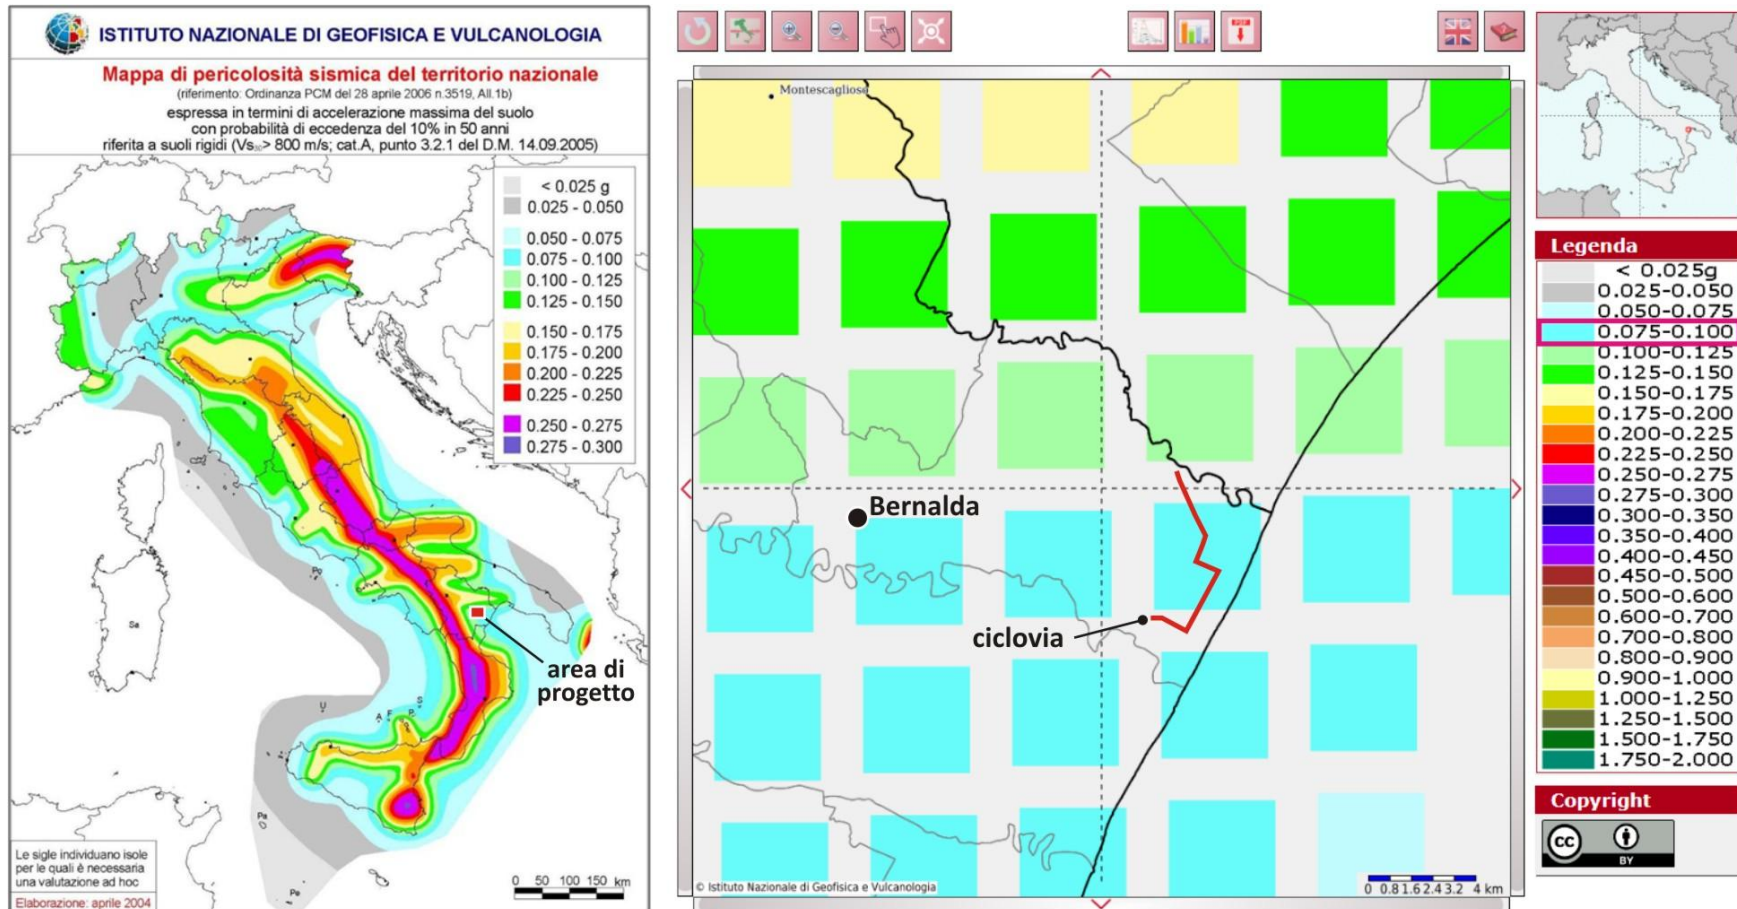 ISTITUTO NAZIONALE DI GEOFISICA E VULCANOLOGIA
Mappa di pericolosità sismica del territorio nazionale
(riferimento: Ordinanza PCM del 28 aprile 2006 n.3519, All.1b)
espressa in termini di accelerazione massima del suolo
con probabilità di eccedenza del 10% in 50 anni
riferita a suoli rigidi (Vs30> 800 m/s; cat.A, punto 3.2.1 del D.M. 14.09.2005)
< 0.025 g
0.025 - 0.050
0.050 - 0.075
0.075 - 0.100
0.100 - 0.125
0.125 - 0.150
0.150 - 0.175
0.175 - 0.200
0.200 - 0.225
0.225 - 0.250
0.250 - 0.275
0.275 - 0.300
Po
Sa
area di
progetto
U
A
F
P
S
Pa
Pe
Le sigle individuano isole
per le quali è necessaria
una valutazione ad hoc
Elaborazione: aprile 2004
0 50 100 150 km
PDF
Montescaglioso
Bernalda
ciclovia
© Istituto Nazionale di Geofisica e Vulcanologia
0 0.8 1.6 2.4 3.2 4 km
Legenda
< 0.025g
0.025-0.050
0.050-0.075
0.075-0.100
0.100-0.125
0.125-0.150
0.150-0.175
0.175-0.200
0.200-0.225
0.225-0.250
0.250-0.275
0.275-0.300
0.300-0.350
0.350-0.400
0.400-0.450
0.450-0.500
0.500-0.600
0.600-0.700
0.700-0.800
0.800-0.900
0.900-1.000
1.000-1.250
1.250-1.500
1.500-1.750
1.750-2.000
Copyright
cc
BY